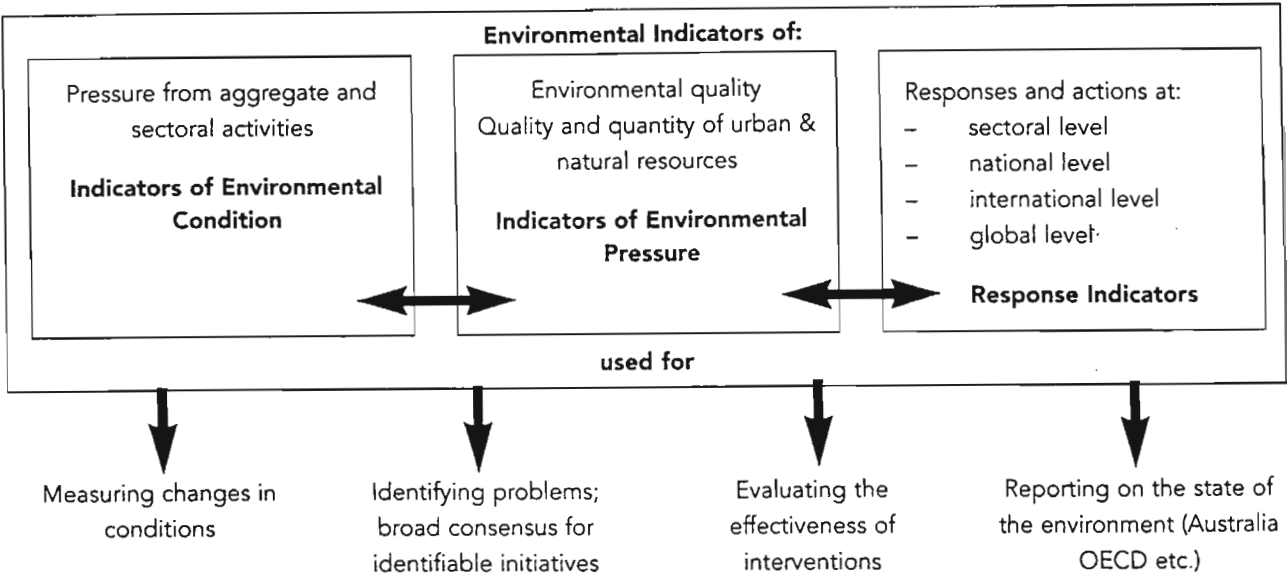 Environmental Indicators of:
Pressure from aggregate and
sectoral activities
Indicators of Environmental
Condition
Environmental quality
Quality and quantity of urban &
natural resources
Indicators of Environmental
Pressure
Responses and actions at:
– sectoral level
– national level
– international level
– global level
Response Indicators
used for
Measuring changes in
conditions
Identifying problems;
broad consensus for
identifiable initiatives
Evaluating the
effectiveness of
interventions
Reporting on the state of
the environment (Australia
OECD etc.)